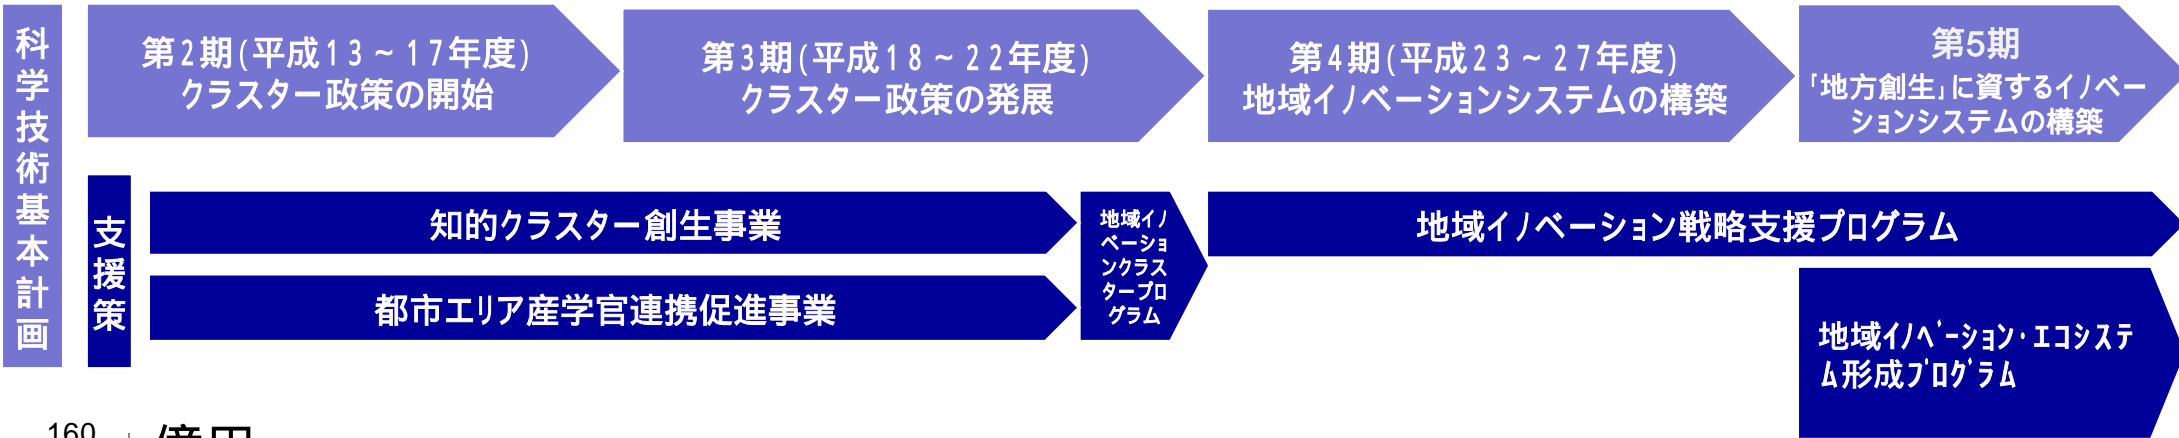 科学技術基本計画
第2期(平成13～17年度)
クラスター政策の開始
第3期(平成18～22年度)
クラスター政策の発展
第4期(平成23～27年度)
地域イノベーションシステムの構築
第5期
「地方創生」に資するイノベー
ションシステムの構築
支援策
知的クラスター創生事業
都市エリア産学官連携促進事業
地域イノ
ベーショ
ンクラス
タープロ
グラム
地域イノベーション戦略支援プログラム
地域イノベーション・エコシステ
ム形成プログラム
160
億円